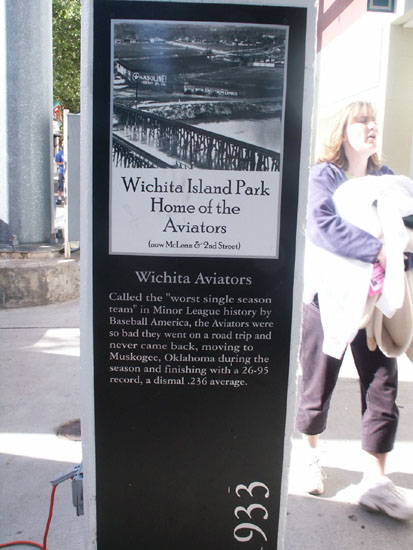 GASOLINE!
Wichita Island Park
Home of the
Aviators
(now McLean & 2nd Street)
Wichita Aviators
Called the "worst single season
team" in Minor League history by
Baseball America, the Aviators were
so bad they went on a road trip and
never came back, moving to
Muskogee, Oklahoma during the
season and finishing with a 26-95
record, a dismal .236 average.
933